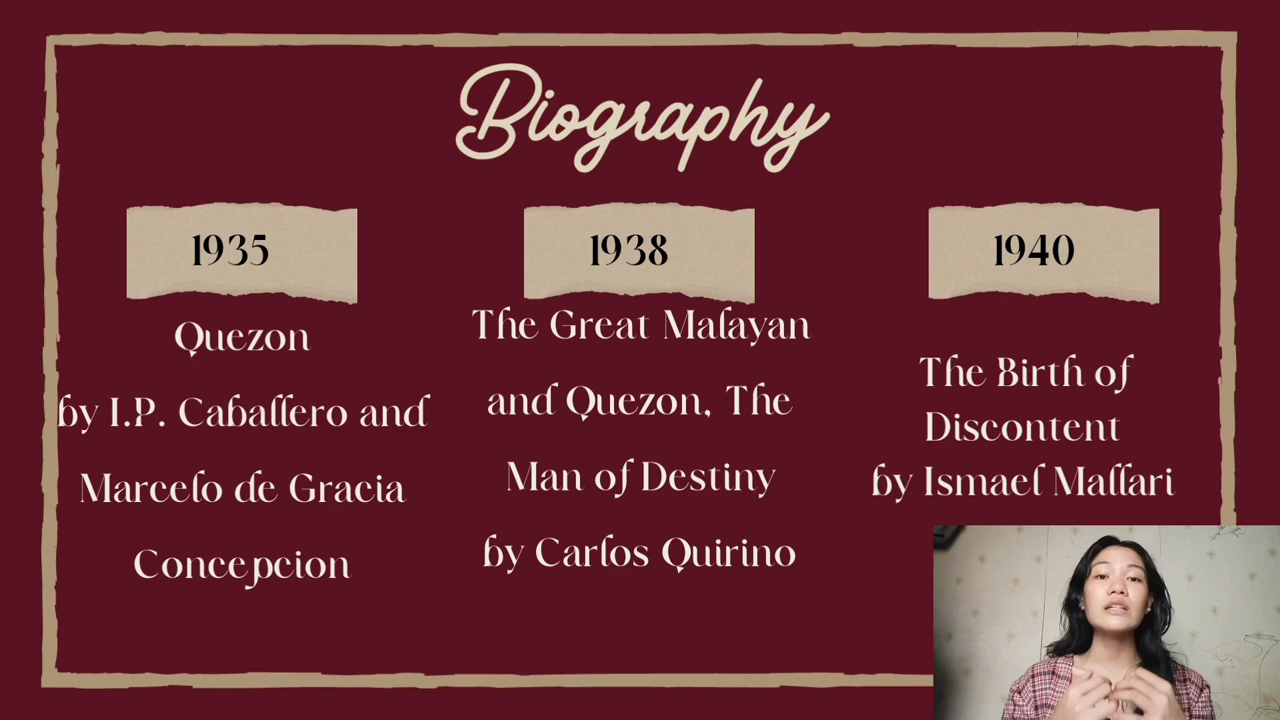 Biography
1935
Quezon
by I.P. Caballero and
Marcelo de Gracia
Concepcion
1938
The Great Malayan
and Quezon, The
Man of Destiny
by Carlos Quirino
1940
The Birth of
Discontent
by Ismael Mallari